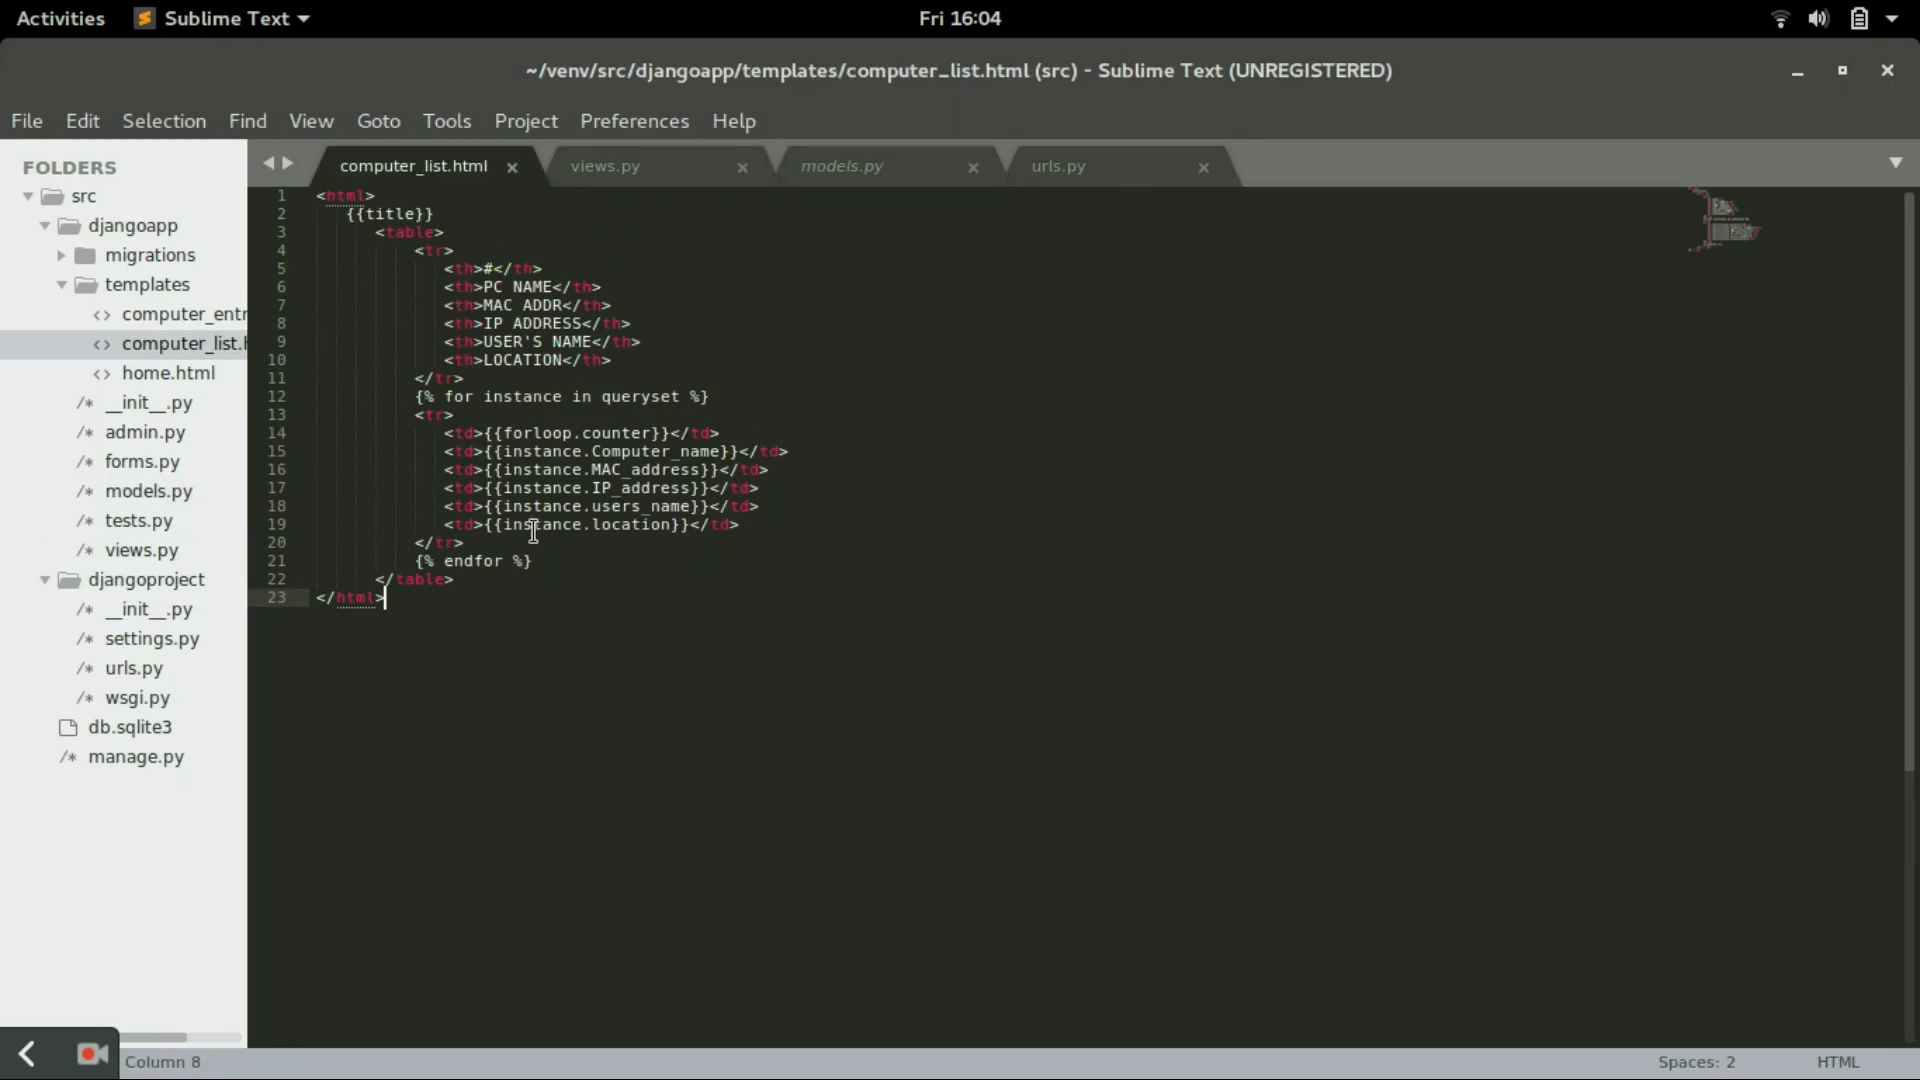 Activities Sublime Text Fri 16:04
~/venv/src/djangoapp/templates/computer_list.html (src) - Sublime Text (UNREGISTERED)
File Edit Selection Find View Goto Tools Project Preferences Help
FOLDERS
src
djangoapp
migrations
templates
<> computer_entr
<> computer_list.h
<> home.html
/* __init__.py
/* admin.py
/* forms.py
/* models.py
/* tests.py
/* views.py
djangoproject
/* __init__.py
/* settings.py
/* urls.py
/* wsgi.py
db.sqlite3
/* manage.py
computer_list.html views.py models.py urls.py
1 <html>
2 {{title}}
3 <table>
4 <tr>
5 <th>#</th>
6 <th>PC NAME</th>
7 <th>MAC ADDR</th>
8 <th>IP ADDRESS</th>
9 <th>USER'S NAME</th>
10 <th>LOCATION</th>
11 </tr>
12 {% for instance in queryset %}
13 <tr>
14 <td>{{forloop.counter}}</td>
15 <td>{{instance.Computer_name}}</td>
16 <td>{{instance.MAC_address}}</td>
17 <td>{{instance.IP_address}}</td>
18 <td>{{instance.users_name}}</td>
19 <td>{{instance.location}}</td>
20 </tr>
21 {% endfor %}
22 </table>
23 </html>
Column 8 Spaces: 2 HTML